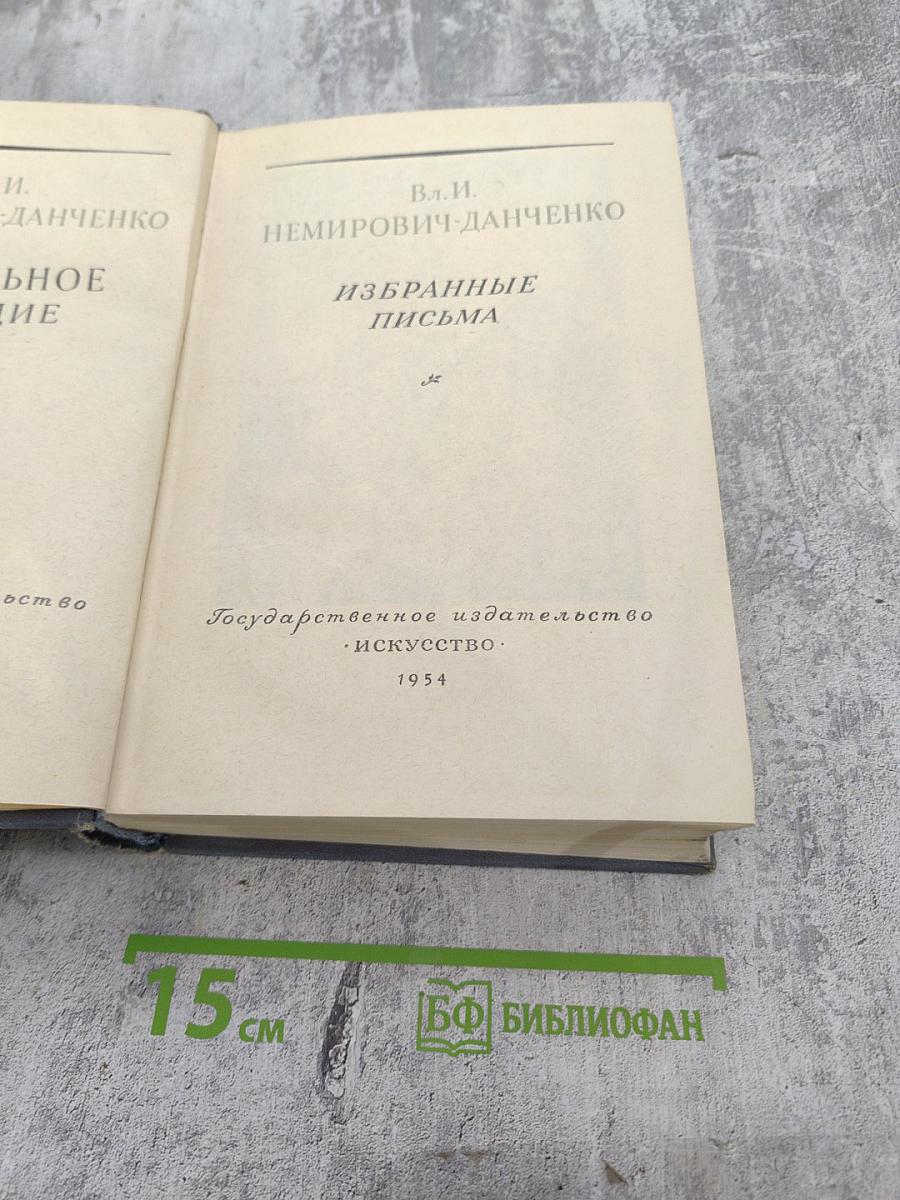 И.
-ДАНЧЕНКО
ЬНОЕ
ДИЕ
ьство
Вл. И.
НЕМИРОВИЧ-ДАНЧЕНКО
ИЗБРАННЫЕ
ПИСЬМА
Государственное издательство
·ИСКУССТВО·
1954
15 см
БФ БИБЛИОФАН